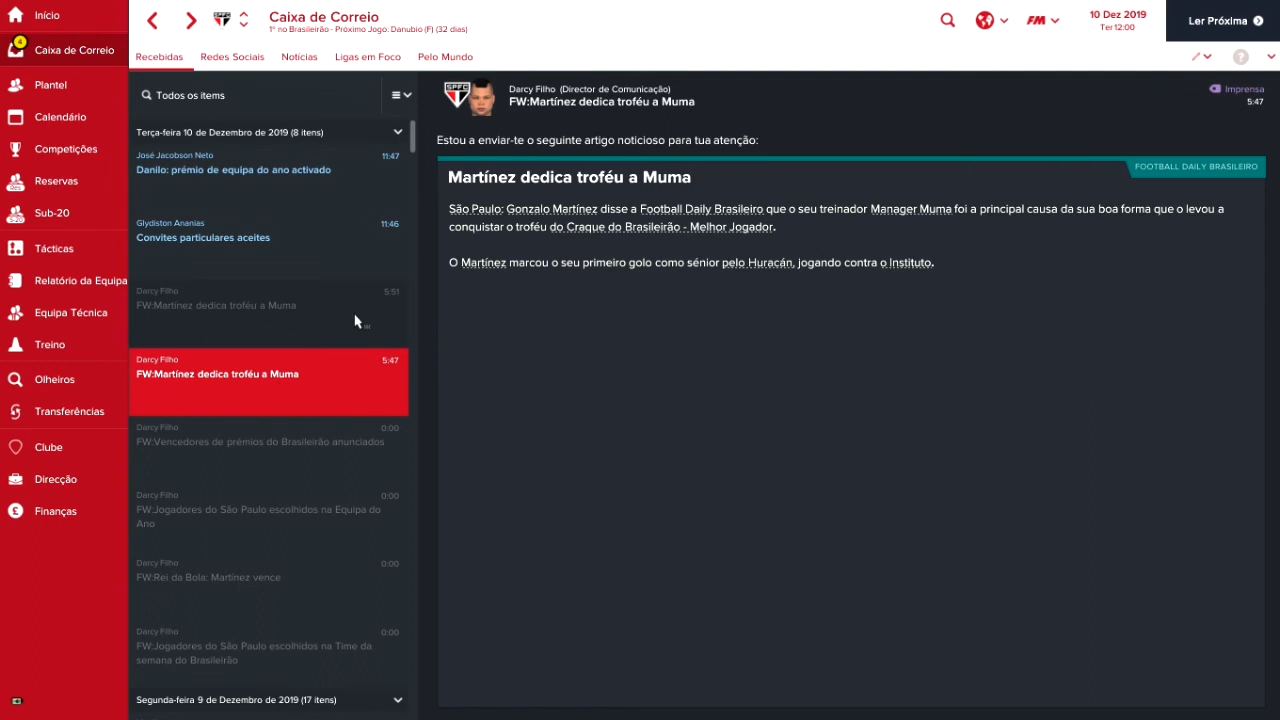 Início
4
Caixa de Correio
Plantel
Calendário
Competições
Reservas
Sub-20
Tácticas
Relatório da Equipa
Equipa Técnica
Treino
Olheiros
Transferências
Clube
Direcção
Finanças
SPFC
Caixa de Correio
1º no Brasileirão - Próximo Jogo: Danubio (F) (32 dias)
FM
10 Dez 2019
Ter 12:00
Ler Próxima
Recebidas
Redes Sociais
Notícias
Ligas em Foco
Pelo Mundo
Todos os items
Terça-feira 10 de Dezembro de 2019 (8 itens)
José Jacobson Neto 11:47
Danilo: prémio de equipa do ano activado
Glydiston Ananias 11:46
Convites particulares aceites
Darcy Filho 5:51
FW:Martínez dedica troféu a Muma
Darcy Filho 5:47
FW:Martínez dedica troféu a Muma
Darcy Filho 0:00
FW:Vencedores de prémios do Brasileirão anunciados
Darcy Filho 0:00
FW:Jogadores do São Paulo escolhidos na Equipa do
Ano
Darcy Filho 0:00
FW:Rei da Bola: Martínez vence
Darcy Filho 0:00
FW:Jogadores do São Paulo escolhidos na Time da
semana do Brasileirão
Segunda-feira 9 de Dezembro de 2019 (17 itens)
SPFC
Darcy Filho (Director de Comunicação)
FW:Martínez dedica troféu a Muma
Imprensa
5:47
Estou a enviar-te o seguinte artigo noticioso para tua atenção:
FOOTBALL DAILY BRASILEIRO
Martínez dedica troféu a Muma
São Paulo: Gonzalo Martínez disse a Football Daily Brasileiro que o seu treinador Manager Muma foi a principal causa da sua boa forma que o levou a
conquistar o troféu do Craque do Brasileirão - Melhor Jogador.
O Martínez marcou o seu primeiro golo como sénior pelo Huracán, jogando contra o Instituto.